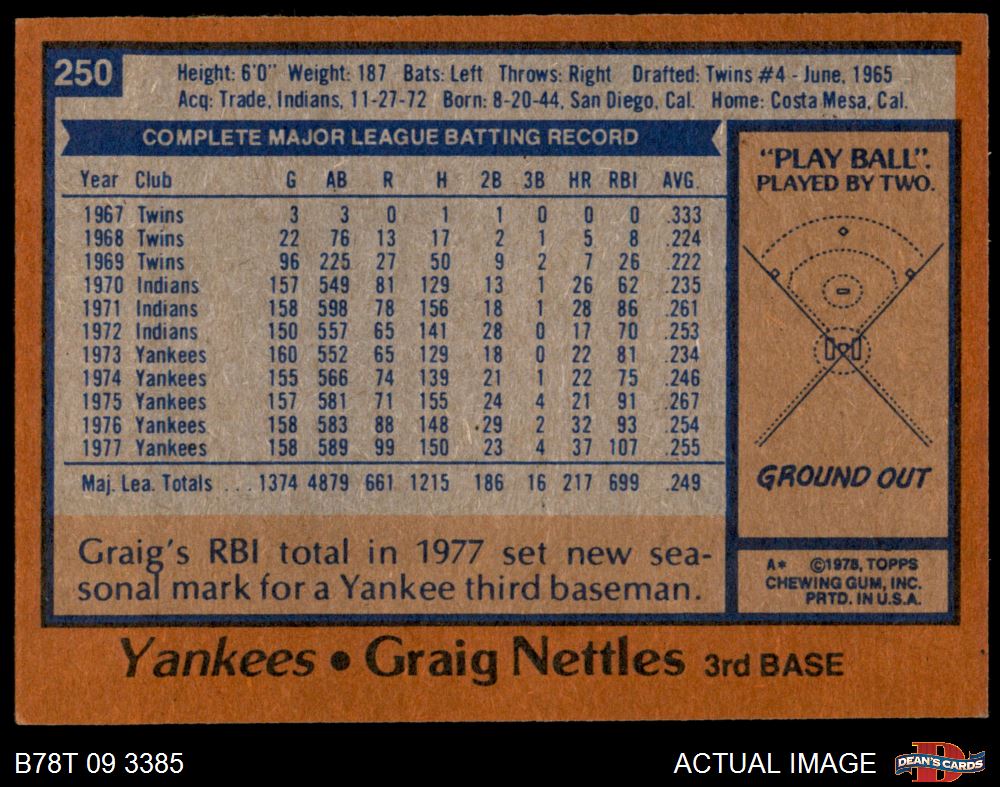 250
Height: 6'0" Weight: 187 Bats: Left Throws: Right Drafted: Twins #4 - June, 1965
Acq: Trade, Indians, 11-27-72 Born: 8-20-44, San Diego, Cal. Home: Costa Mesa, Cal.
COMPLETE MAJOR LEAGUE BATTING RECORD
Year Club G AB R H 2B 3B HR RBI AVG.
1967 Twins 3 3 0 1 1 0 0 0 .333
1968 Twins 22 76 13 17 2 1 5 8 .224
1969 Twins 96 225 27 50 9 2 7 26 .222
1970 Indians 157 549 81 129 13 1 26 62 .235
1971 Indians 158 598 78 156 18 1 28 86 .261
1972 Indians 150 557 65 141 28 0 17 70 .253
1973 Yankees 160 552 65 129 18 0 22 81 .234
1974 Yankees 155 566 74 139 21 1 22 75 .246
1975 Yankees 157 581 71 155 24 4 21 91 .267
1976 Yankees 158 583 88 148 29 2 32 93 .254
1977 Yankees 158 589 99 150 23 4 37 107 .255
Maj. Lea. Totals ... 1374 4879 661 1215 186 16 217 699 .249
Graig's RBI total in 1977 set new sea-
sonal mark for a Yankee third baseman.
"PLAY BALL".
PLAYED BY TWO.
GROUND OUT
A* ©1978, TOPPS
CHEWING GUM, INC.
PRTD. IN U.S.A.
Yankees • Graig Nettles 3rd BASE
B78T 09 3385
ACTUAL IMAGE
B
DEAN'S CARDS